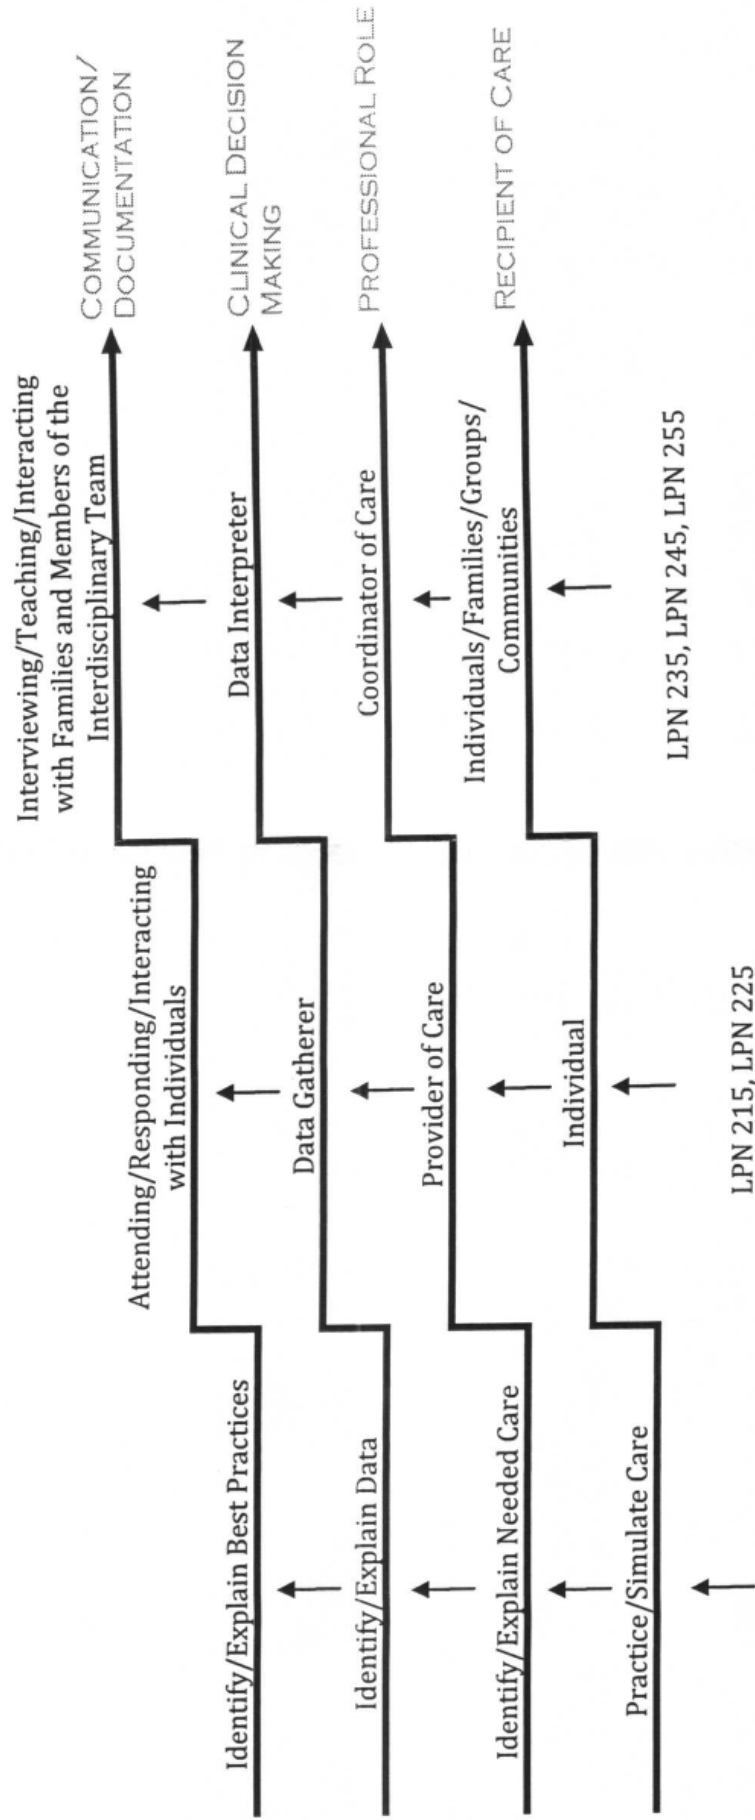 Interviewing/Teaching/Interacting
with Families and Members of the
Interdisciplinary Team
COMMUNICATION/
DOCUMENTATION
Attending/Responding/Interacting
with Individuals
Identify/Explain Best Practices
Data Interpreter
CLINICAL DECISION
MAKING
Data Gatherer
Identify/Explain Data
Coordinator of Care
PROFESSIONAL ROLE
Provider of Care
Identify/Explain Needed Care
Individuals/Families/Groups/
Communities
RECIPIENT OF CARE
Individual
Practice/Simulate Care
LPN 235, LPN 245, LPN 255
LPN 215, LPN 225